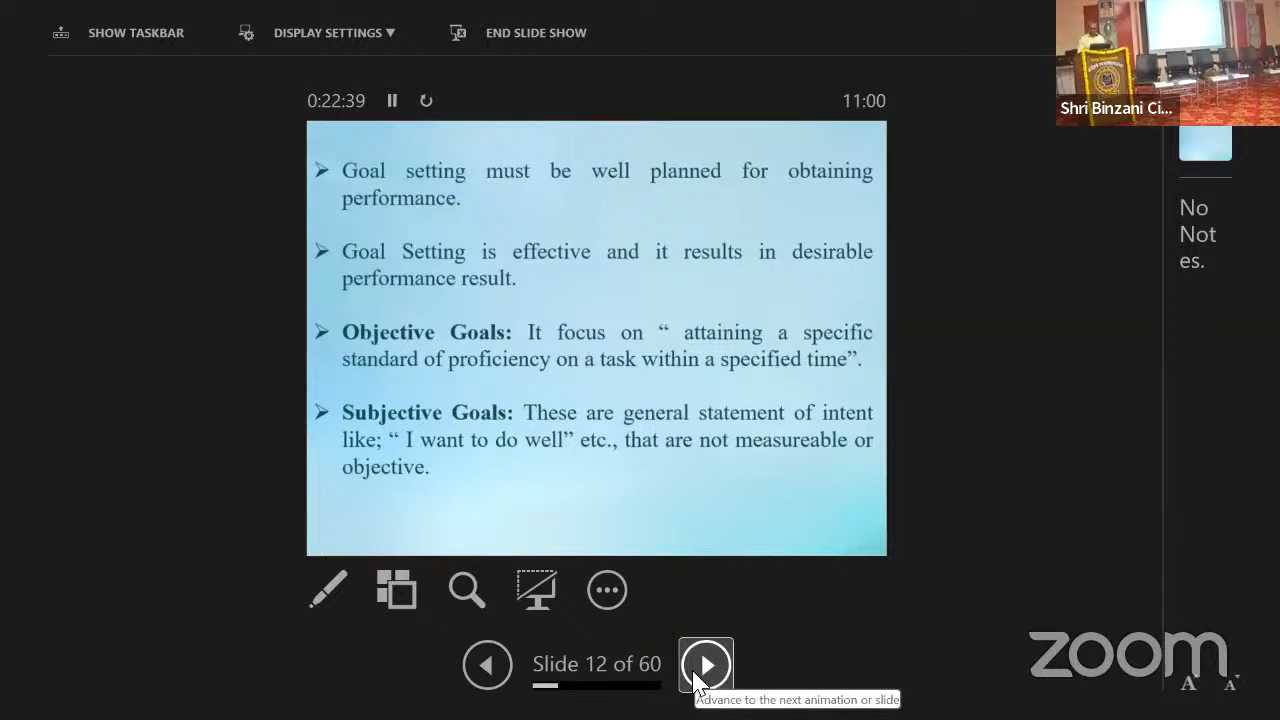 SHOW TASKBAR
DISPLAY SETTINGS ▼
END SLIDE SHOW
Shri Binzani Ci...
0:22:39
11:00
➢ Goal setting must be well planned for obtaining
performance.
➢ Goal Setting is effective and it results in desirable
performance result.
➢ Objective Goals: It focus on “ attaining a specific
standard of proficiency on a task within a specified time”.
➢ Subjective Goals: These are general statement of intent
like; “ I want to do well” etc., that are not measureable or
objective.
No
Not
es.
Slide 12 of 60
Advance to the next animation or slide
zoom
A A